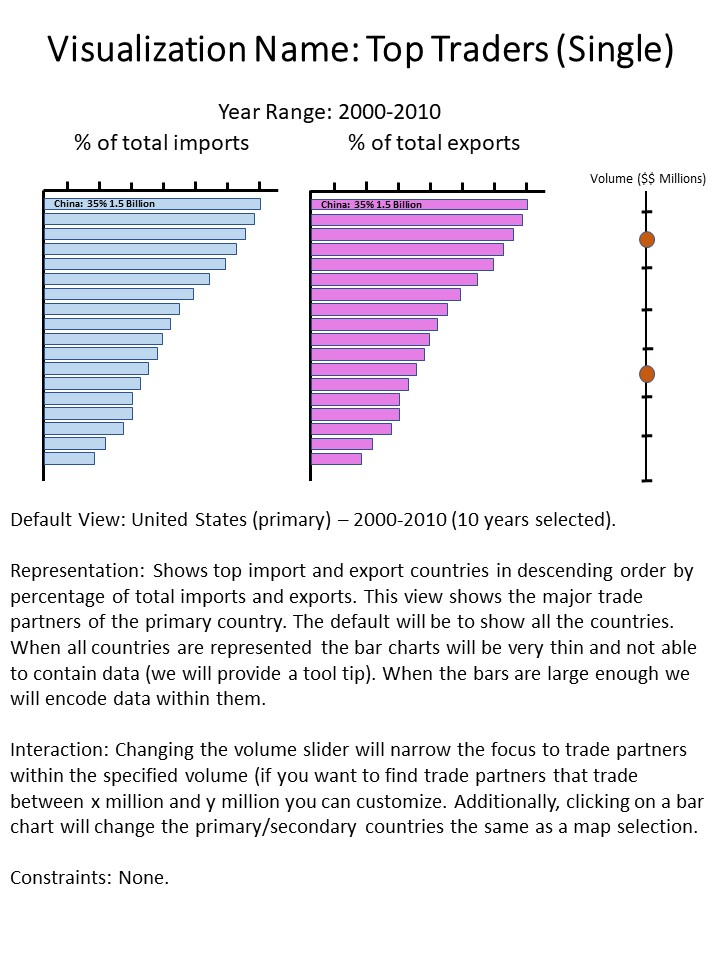 Visualization Name: Top Traders (Single)
Year Range: 2000-2010
% of total imports
% of total exports
Volume ($$ Millions)
China: 35% 1.5 Billion
China: 35% 1.5 Billion
Default View: United States (primary) – 2000-2010 (10 years selected).
Representation: Shows top import and export countries in descending order by
percentage of total imports and exports. This view shows the major trade
partners of the primary country. The default will be to show all the countries.
When all countries are represented the bar charts will be very thin and not able
to contain data (we will provide a tool tip). When the bars are large enough we
will encode data within them.
Interaction: Changing the volume slider will narrow the focus to trade partners
within the specified volume (if you want to find trade partners that trade
between x million and y million you can customize. Additionally, clicking on a bar
chart will change the primary/secondary countries the same as a map selection.
Constraints: None.